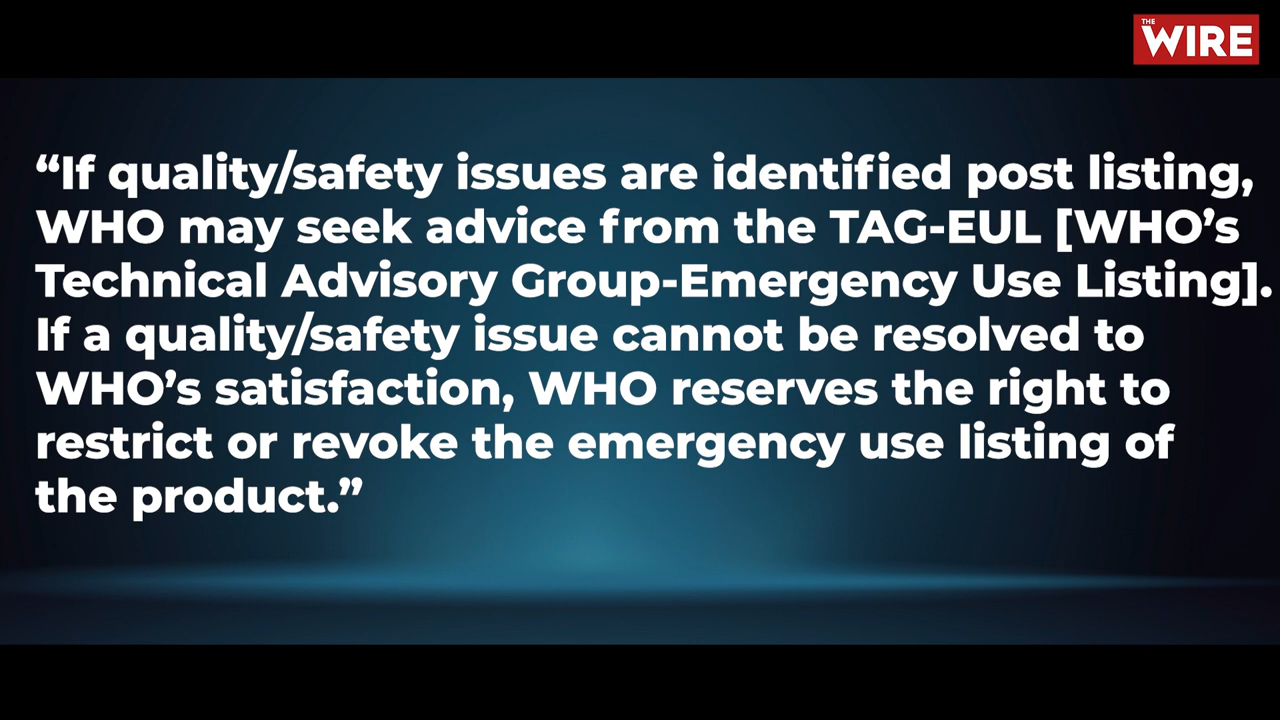 THE
WIRE
“If quality/safety issues are identified post listing,
WHO may seek advice from the TAG-EUL [WHO’s
Technical Advisory Group-Emergency Use Listing].
If a quality/safety issue cannot be resolved to
WHO’s satisfaction, WHO reserves the right to
restrict or revoke the emergency use listing of
the product.”